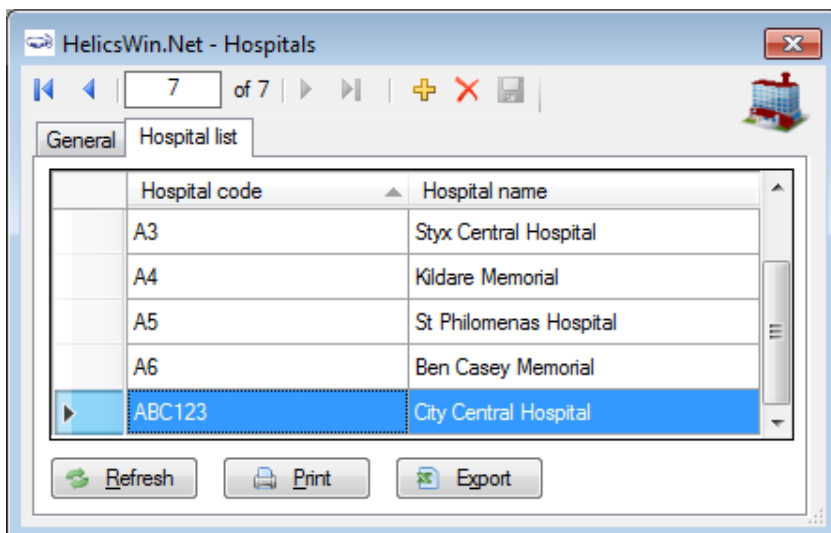 HelicsWin.Net - Hospitals
7 of 7
General Hospital list
Hospital code Hospital name
A3 Styx Central Hospital
A4 Kildare Memorial
A5 St Philomenas Hospital
A6 Ben Casey Memorial
ABC123 City Central Hospital
Refresh Print Export